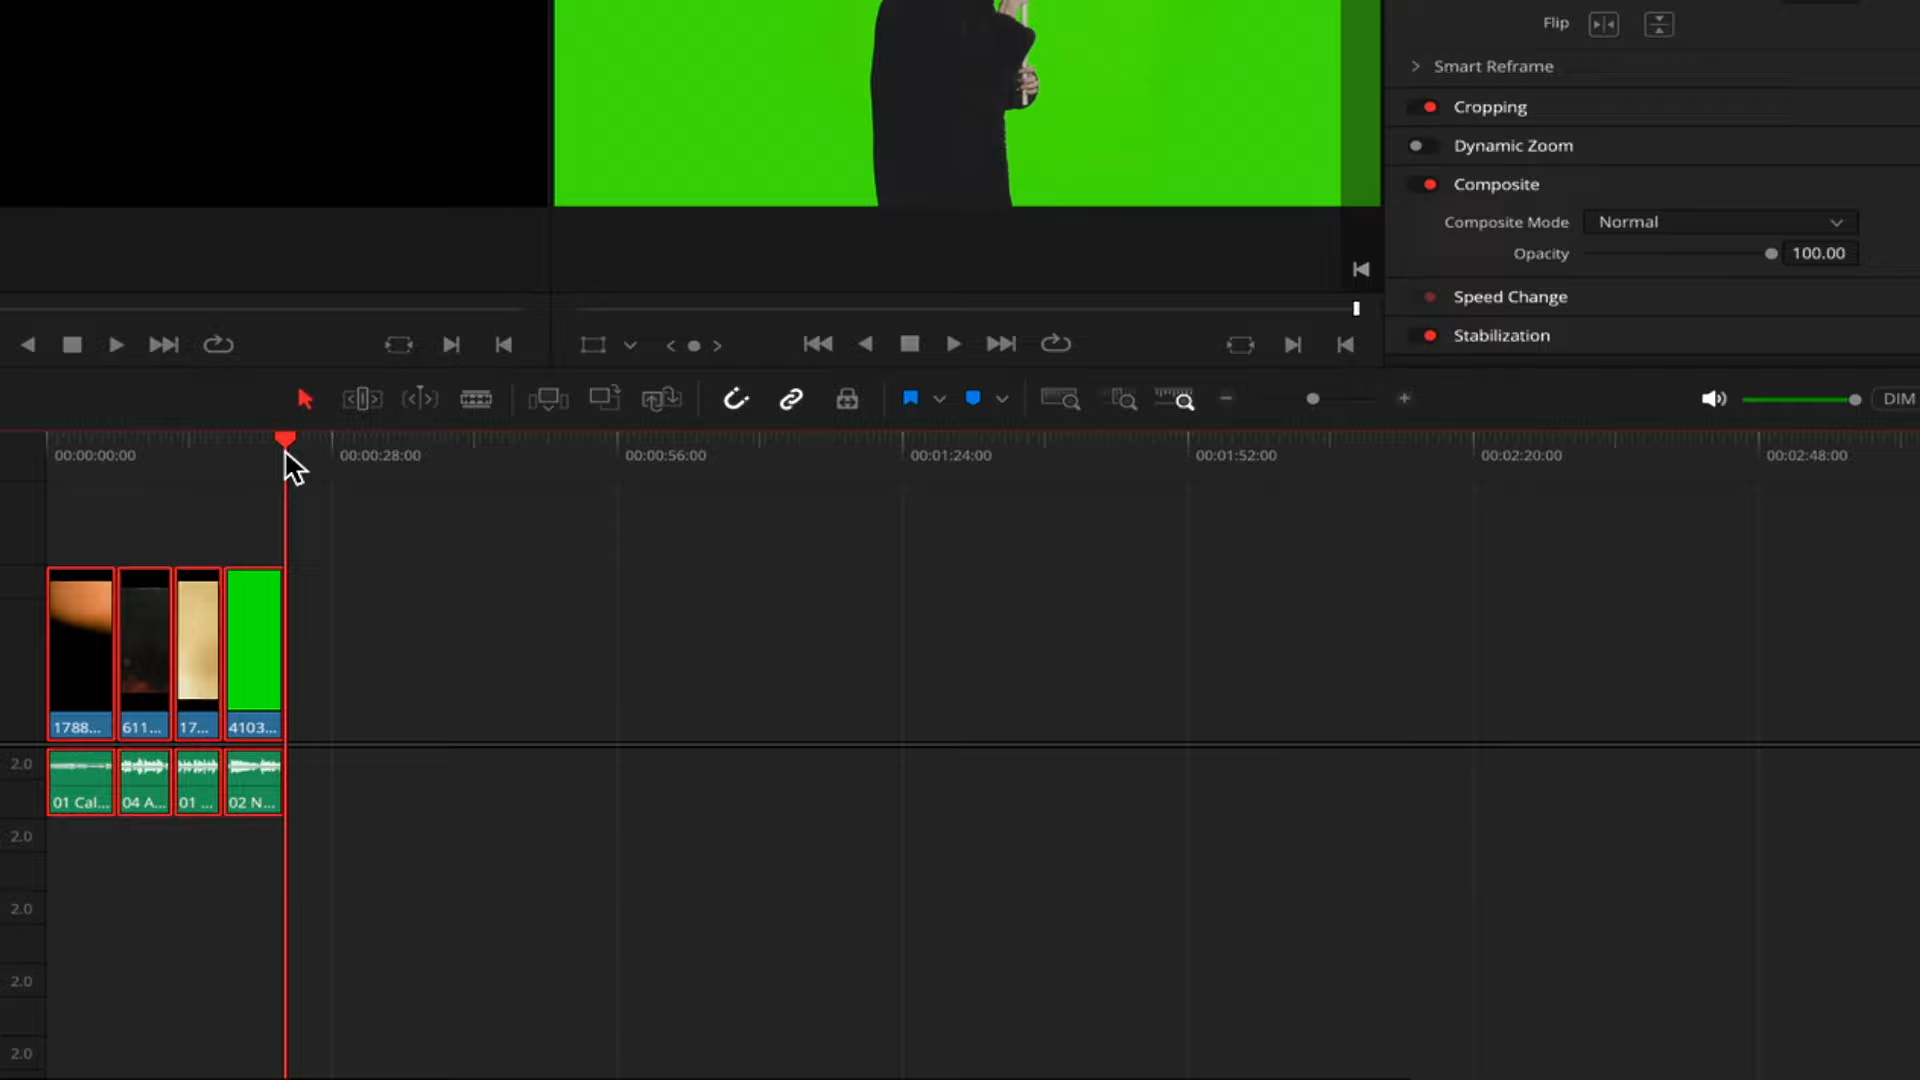 Flip
Smart Reframe
Cropping
Dynamic Zoom
Composite
Composite Mode Normal
Opacity 100.00
Speed Change
Stabilization
DIM
00:00:00:00 00:00:28:00 00:00:56:00 00:01:24:00 00:01:52:00 00:02:20:00 00:02:48:00
1788... 611... 17... 4103...
2.0
01 Cal... 04 A... 01 ... 02 N...
2.0
2.0
2.0
2.0